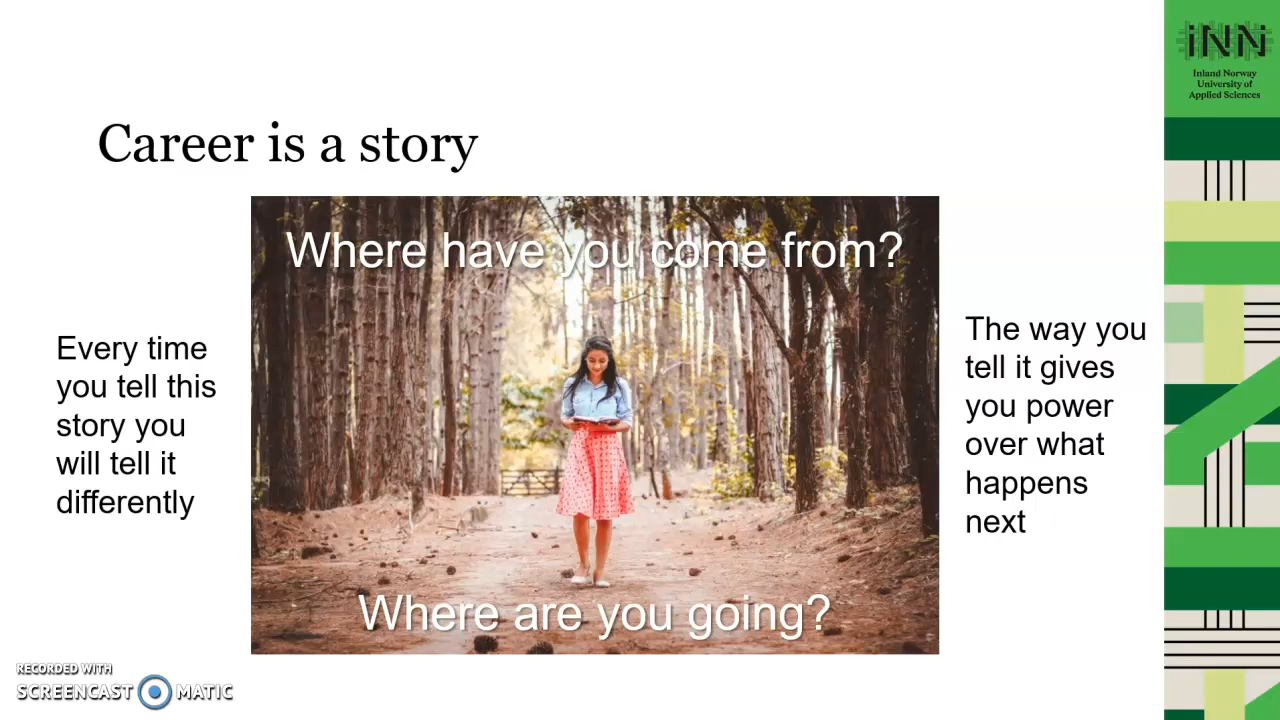 Career is a story
Where have you come from?
Every time
you tell this
story you
will tell it
differently
The way you
tell it gives
you power
over what
happens
next
Where are you going?
iNN
Inland Norway
University of
Applied Sciences
RECORDED WITH
SCREENCAST MATIC